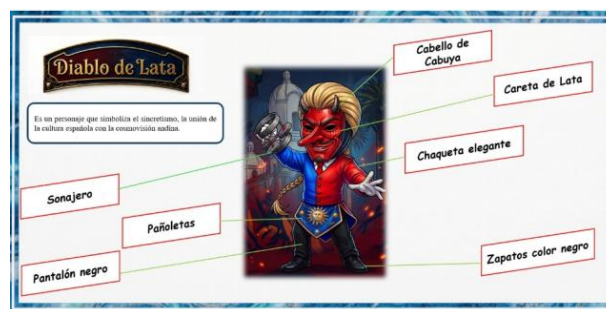 Diablo de Lata
Es un personaje que simboliza el sincretismo, la unión de
la cultura española con la cosmovisión andina.
Cabello de
Cabuya
Careta de Lata
Chaqueta elegante
Sonajero
Pañoletas
Pantalón negro
Zapatos color negro